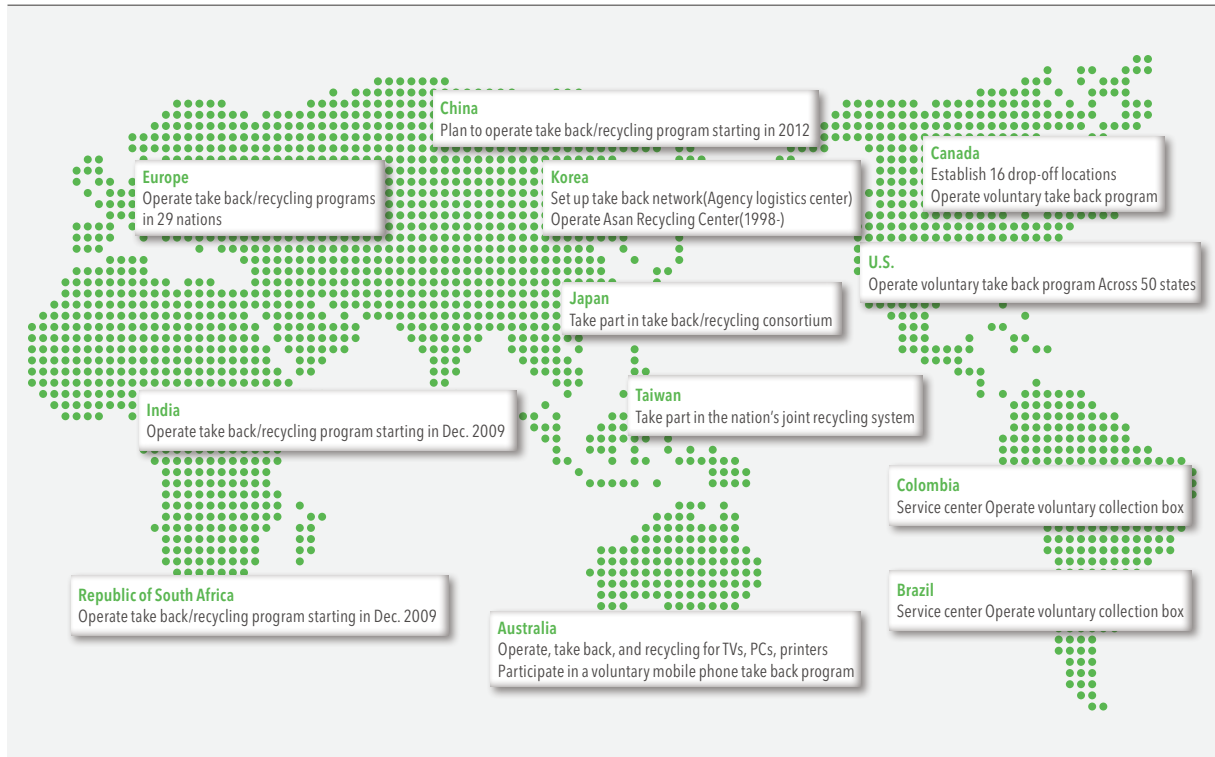 China
Plan to operate take back/recycling program starting in 2012
Canada
Establish 16 drop-off locations
Operate voluntary take back program
Europe
Operate take back/recycling programs
in 29 nations
Korea
Set up take back network(Agency logistics center)
Operate Asan Recycling Center(1998-)
U.S.
Operate voluntary take back program Across 50 states
Japan
Take part in take back/recycling consortium
India
Operate take back/recycling program starting in Dec. 2009
Taiwan
Take part in the nation's joint recycling system
Colombia
Service center Operate voluntary collection box
Republic of South Africa
Operate take back/recycling program starting in Dec. 2009
Brazil
Service center Operate voluntary collection box
Australia
Operate, take back, and recycling for TVs, PCs, printers
Participate in a voluntary mobile phone take back program